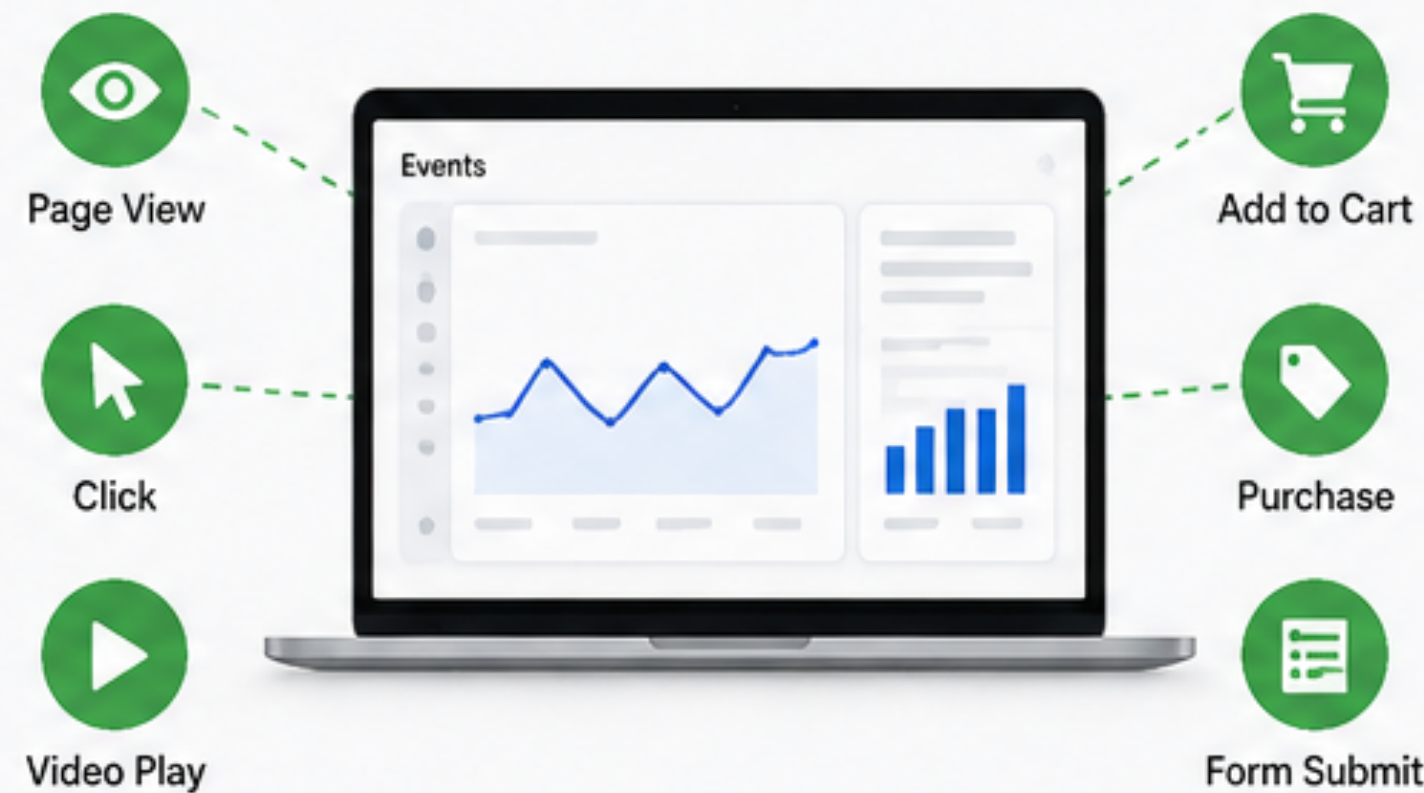 Events
Page View
Add to Cart
Click
Purchase
Video Play
Form Submit